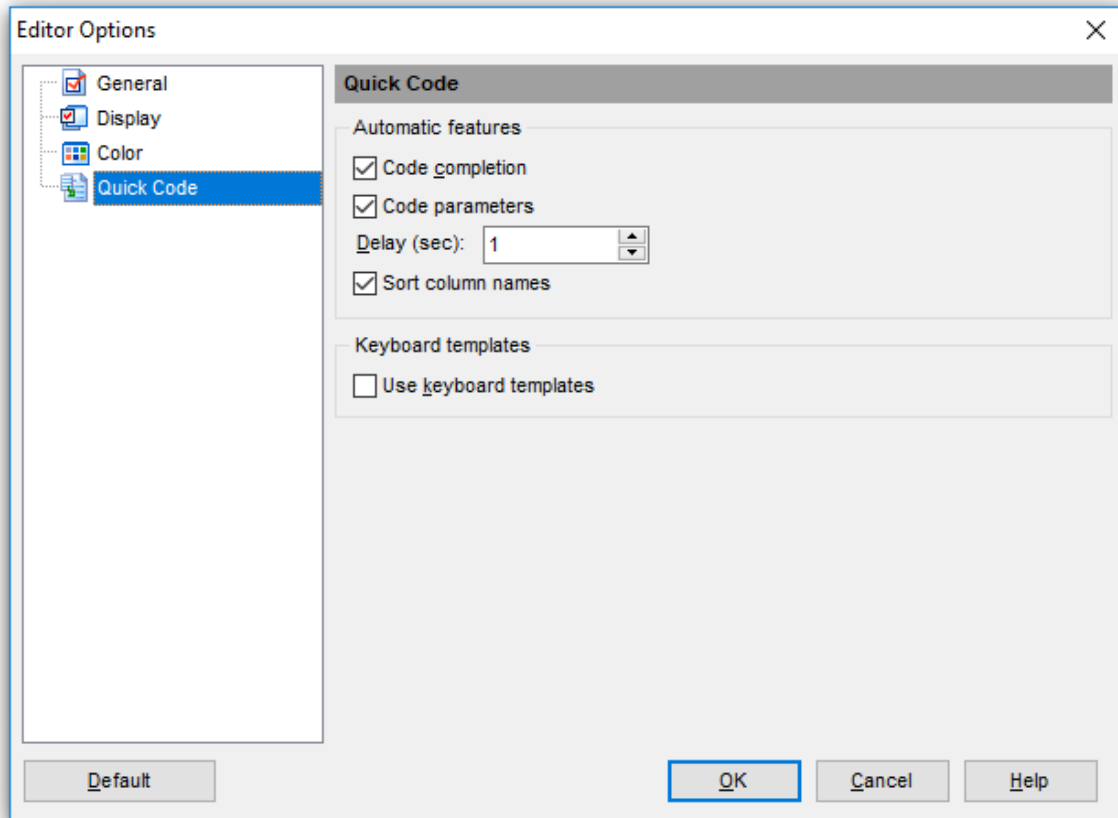 Editor Options
General
Display
Color
Quick Code
Quick Code
Automatic features
Code completion
Code parameters
Delay (sec): 1
Sort column names
Keyboard templates
Use keyboard templates
Default OK Cancel Help